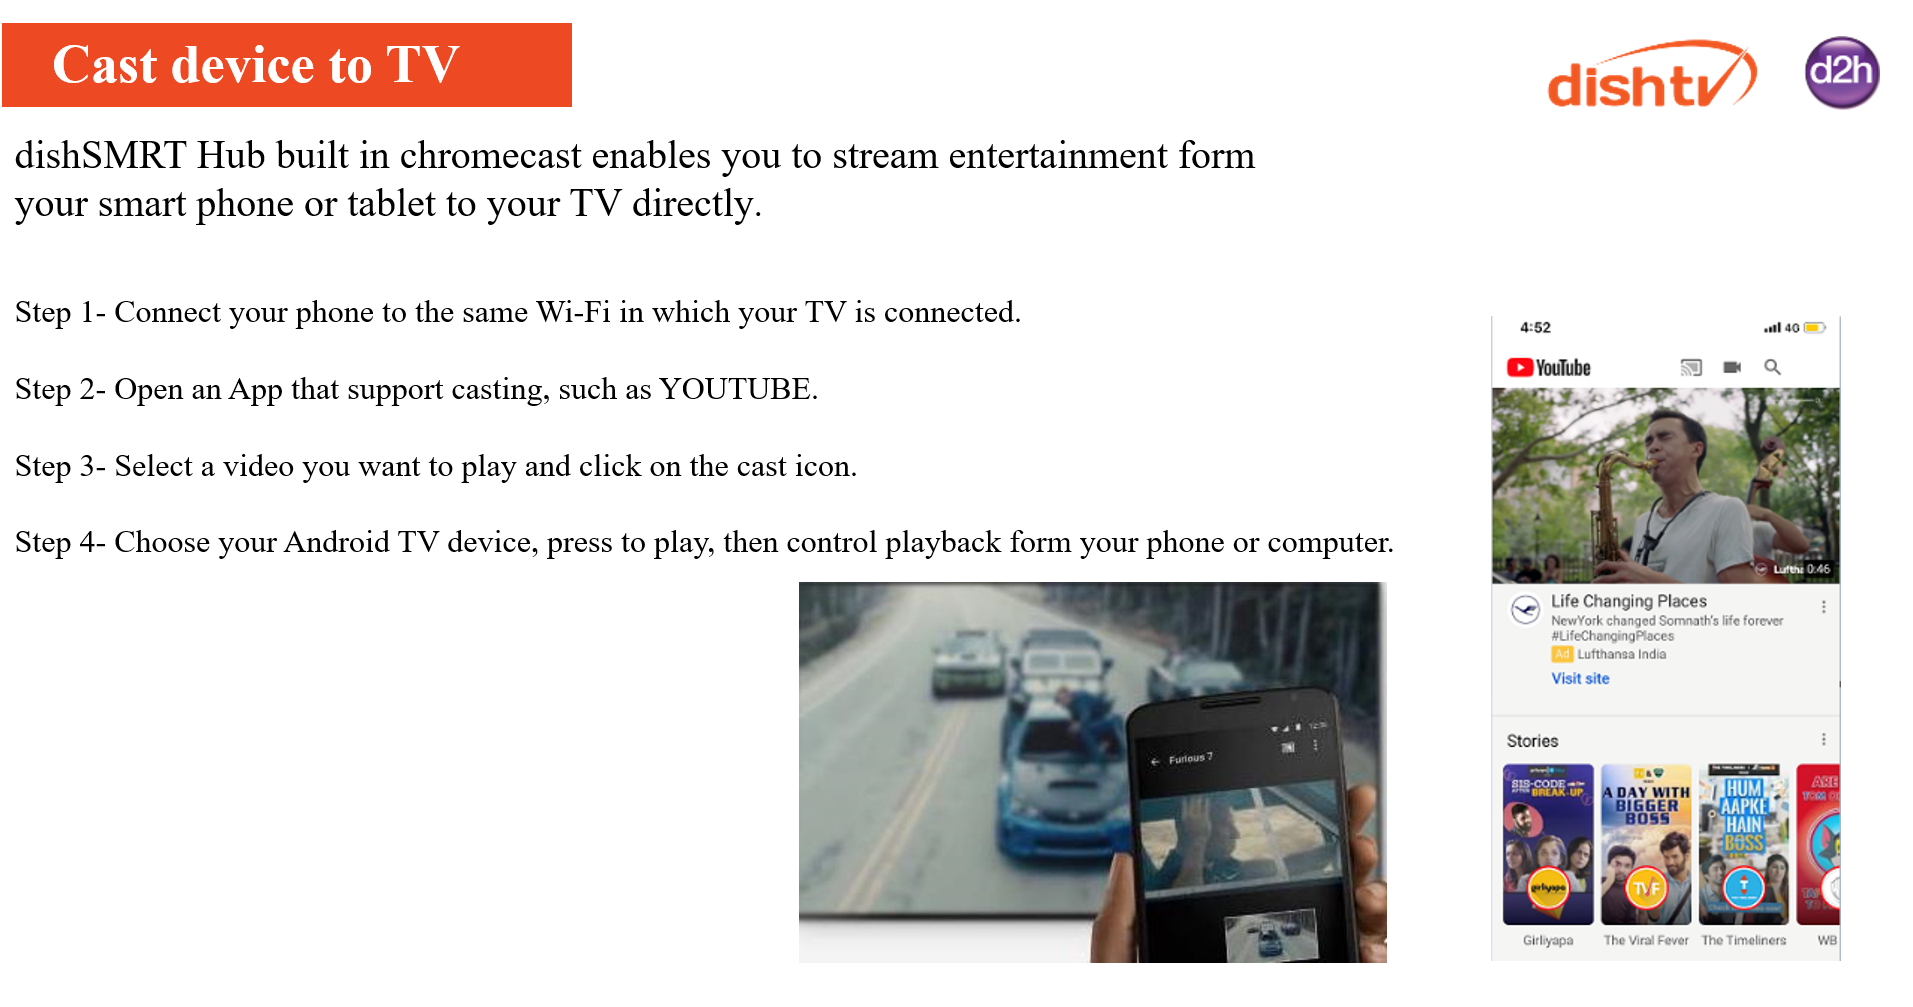 Cast device to TV
dishtv
d2h
dishSMRT Hub built in chromecast enables you to stream entertainment form
your smart phone or tablet to your TV directly.
Step 1- Connect your phone to the same Wi-Fi in which your TV is connected.
Step 2- Open an App that support casting, such as YOUTUBE.
Step 3- Select a video you want to play and click on the cast icon.
Step 4- Choose your Android TV device, press to play, then control playback form your phone or computer.
Furious 7
4:52
4G
YouTube
0:46
Life Changing Places
NewYork changed Somnath's life forever
#LifeChangingPlaces
Ad Lufthansa India
Visit site
Stories
SIS-CODE
BREAK-UP
A DAY WITH
BIGGER
BOSS
HUM
AAPKE
HAIN
BOSS
ARE
girliyapa
TVF
Girliyapa
The Viral Fever
The Timeliners
WB